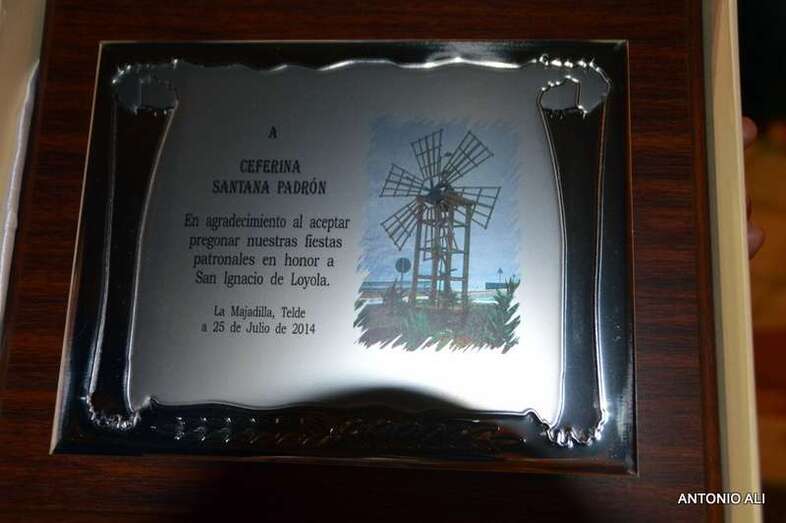 A
CEFERINA
SANTANA PADRÓN
En agradecimiento al aceptar
pregonar nuestras fiestas
patronales en honor a
San Ignacio de Loyola.
La Majadilla, Telde
a 25 de Julio de 2014
ANTONIO ALI